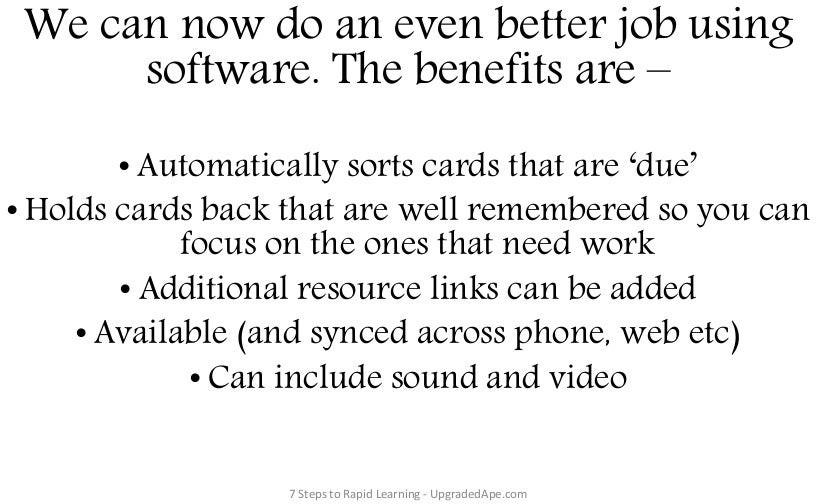 We can now do an even better job using
software. The benefits are –
• Automatically sorts cards that are ‘due’
• Holds cards back that are well remembered so you can
focus on the ones that need work
• Additional resource links can be added
• Available (and synced across phone, web etc)
• Can include sound and video
7 Steps to Rapid Learning - UpgradedApe.com